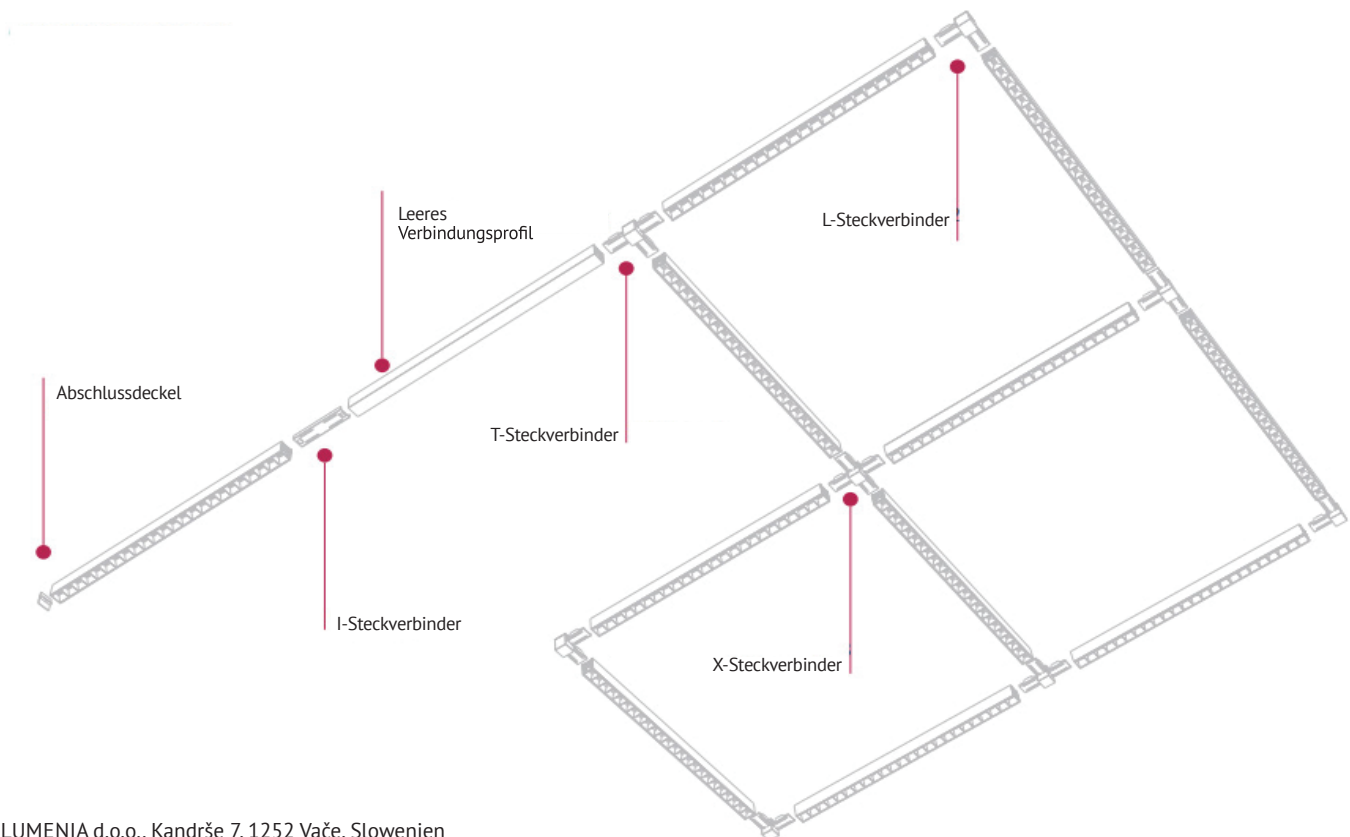 Leeres
Verbindungsprofil
L-Steckverbinder
Abschlussdeckel
T-Steckverbinder
I-Steckverbinder
X-Steckverbinder
LUMENIA d.o.o., Kandrše 7, 1252 Vače, Slowenien